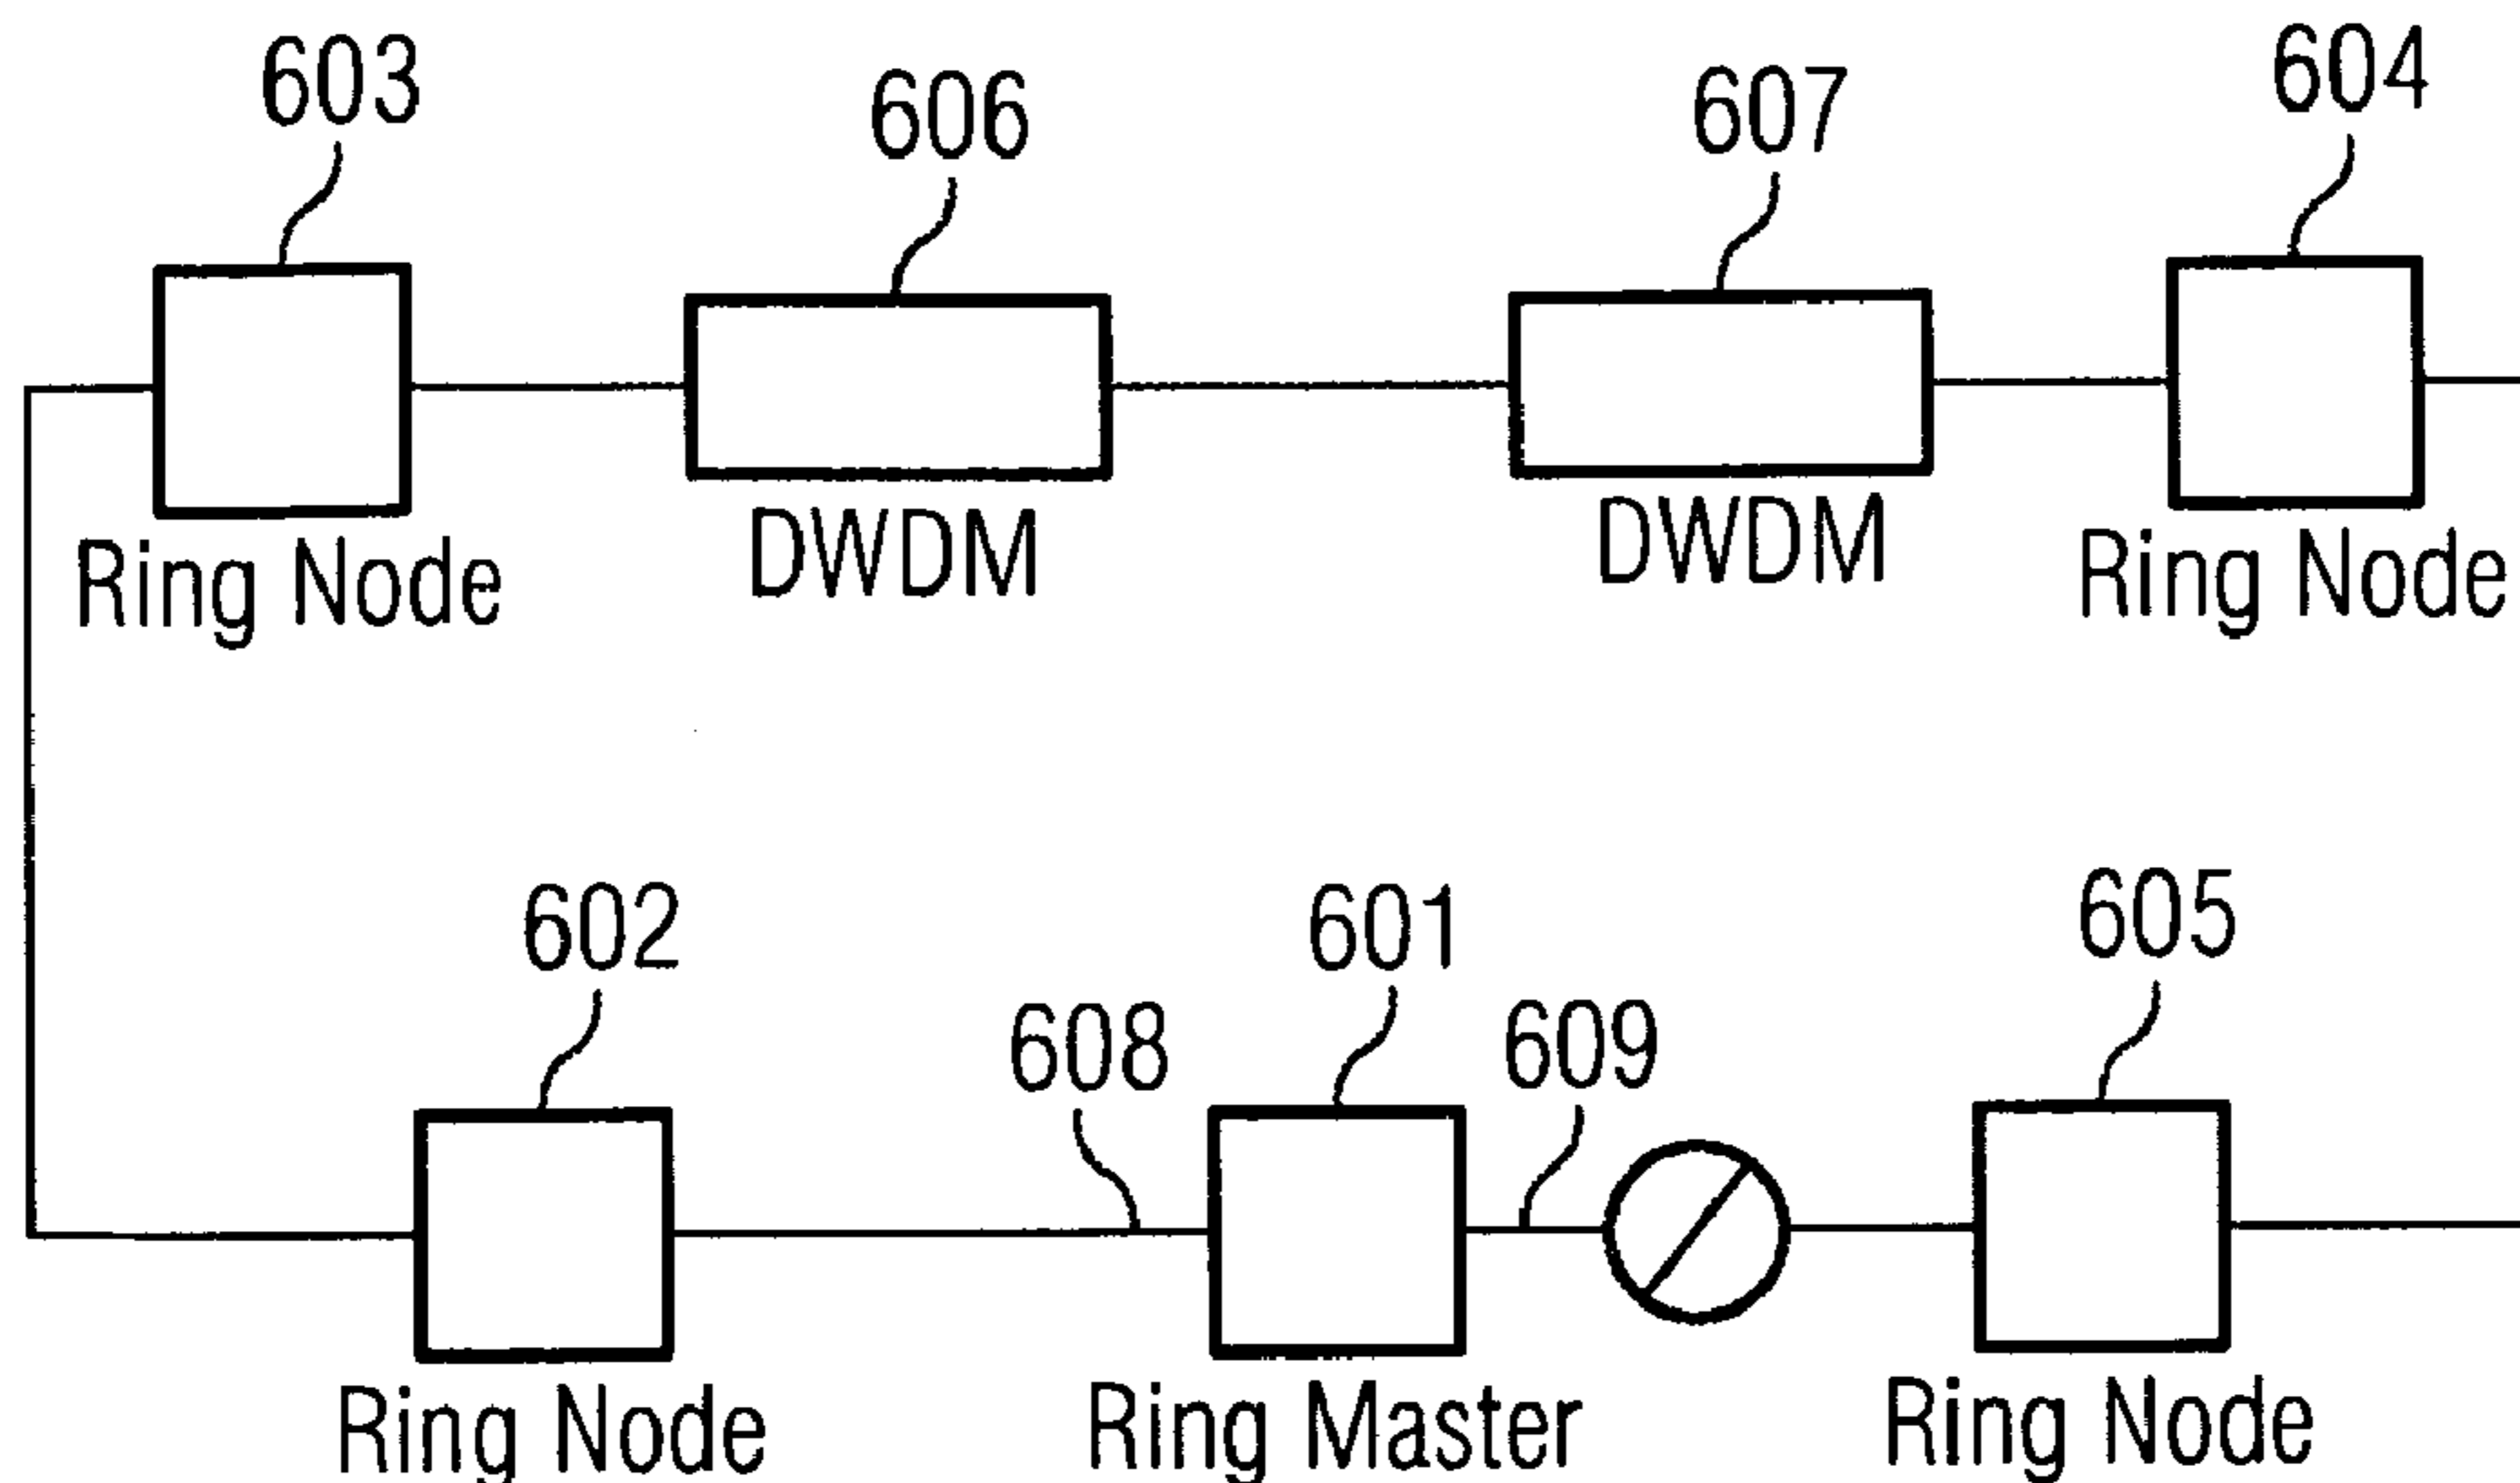 603
606
607
604
Ring Node
DWDM
DWDM
Ring Node
602
601
605
608
609
Ring Node
Ring Master
Ring Node